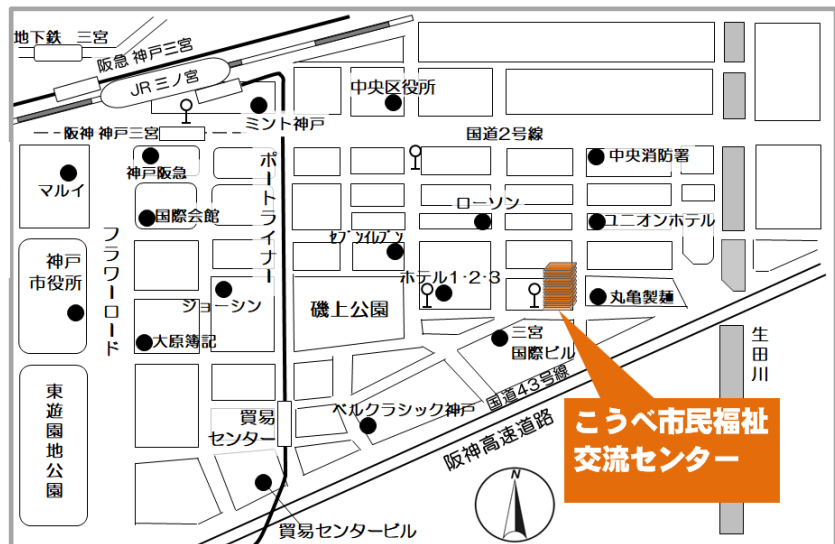 地下鉄 三宮
阪急 神戸三宮
JR 三ノ宮
中央区役所
ミント神戸
阪神 神戸三宮
国道2号線
神戸阪急
マルイ
ポートライナー
中央消防署
国際会館
ローソン
ユニオンホテル
フラワーロード
セブンイレブン
神戸
市役所
ジョーシン
磯上公園
ホテル1・2・3
丸亀製麺
大原簿記
三宮
国際ビル
生田川
国道43号線
東遊園地公園
貿易
センター
ベルクラシック神戸
阪神高速道路
こうべ市民福祉
交流センター
N
貿易センタービル